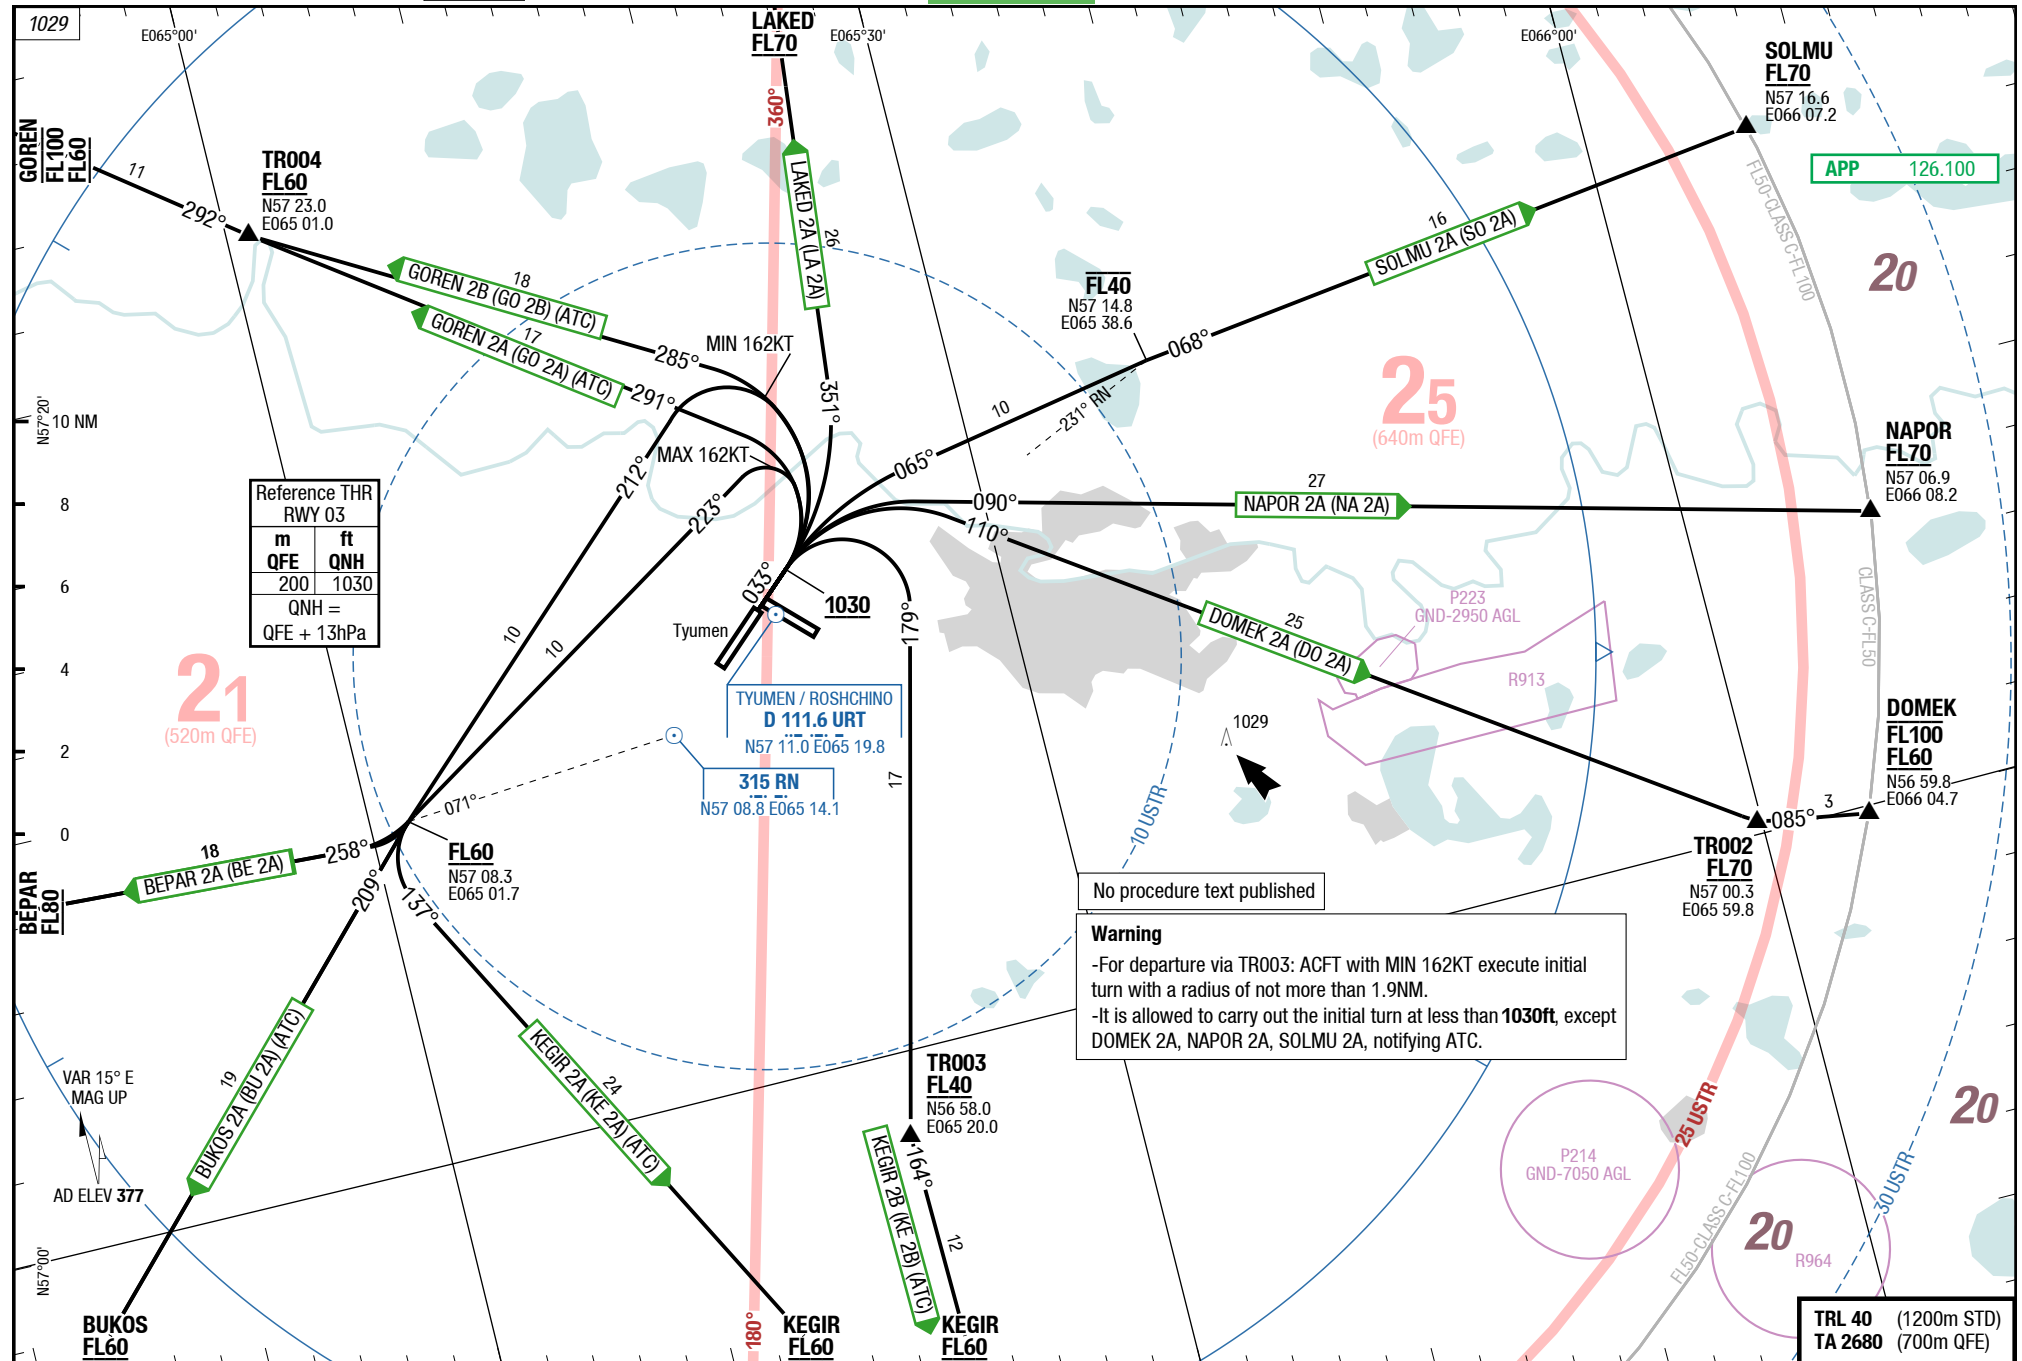 1029
E065°00'
LAKED
FL70
E065°30'
E066°00'
SOLMU
FL70
N57 16.6
E066 07.2
360°
GOREN
FL100
FL60
11
292°
TR004
FL60
N57 23.0
E065 01.0
APP 126.100
FL50-CLASS C-FL100
20
LAKED 2A (LA 2A)
26
16
SOLMU 2A (SO 2A)
18
GOREN 2B (GO 2B) (ATC)
17
GOREN 2A (GO 2A) (ATC)
FL40
N57 14.8
E065 38.6
068°
MIN 162KT
285°
291°
351°
10
231° RN
25
(640m QFE)
N57°20'
10 NM
MAX 162KT
212°
223°
065°
NAPOR
FL70
N57 06.9
E066 08.2
27
NAPOR 2A (NA 2A)
090°
110°
8
Reference THR
RWY 03
m ft
QFE QNH
200 1030
QNH =
QFE + 13hPa
6
033°
1030
179°
Tyumen
CLASS C-FL50
P223
GND-2950 AGL
25
DOMEK 2A (DO 2A)
R913
4
10
10
21
(520m QFE)
TYUMEN / ROSHCHINO
D 111.6 URT
N57 11.0 E065 19.8
1029
DOMEK
FL100
FL60
N56 59.8
E066 04.7
2
315 RN
N57 08.8 E065 14.1
17
071°
10 USTR
3
085°
0
TR002
FL70
N57 00.3
E065 59.8
FL60
N57 08.3
E065 01.7
18
BEPAR 2A (BE 2A)
258°
BEPAR
FL80
209°
137°
No procedure text published
Warning
-For departure via TR003: ACFT with MIN 162KT execute initial
turn with a radius of not more than 1.9NM.
-It is allowed to carry out the initial turn at less than 1030ft, except
DOMEK 2A, NAPOR 2A, SOLMU 2A, notifying ATC.
VAR 15° E
MAG UP
AD ELEV 377
19
BUKOS 2A (BU 2A) (ATC)
24
KEGIR 2A (KE 2A) (ATC)
TR003
FL40
N56 58.0
E065 20.0
164°
12
KEGIR 2B (KE 2B) (ATC)
25 USTR
20
P214
GND-7050 AGL
FL50-CLASS C-FL100
30 USTR
20
R964
N57°00'
BUKOS
FL60
180°
KEGIR
FL60
KEGIR
FL60
TRL 40 (1200m STD)
TA 2680 (700m QFE)